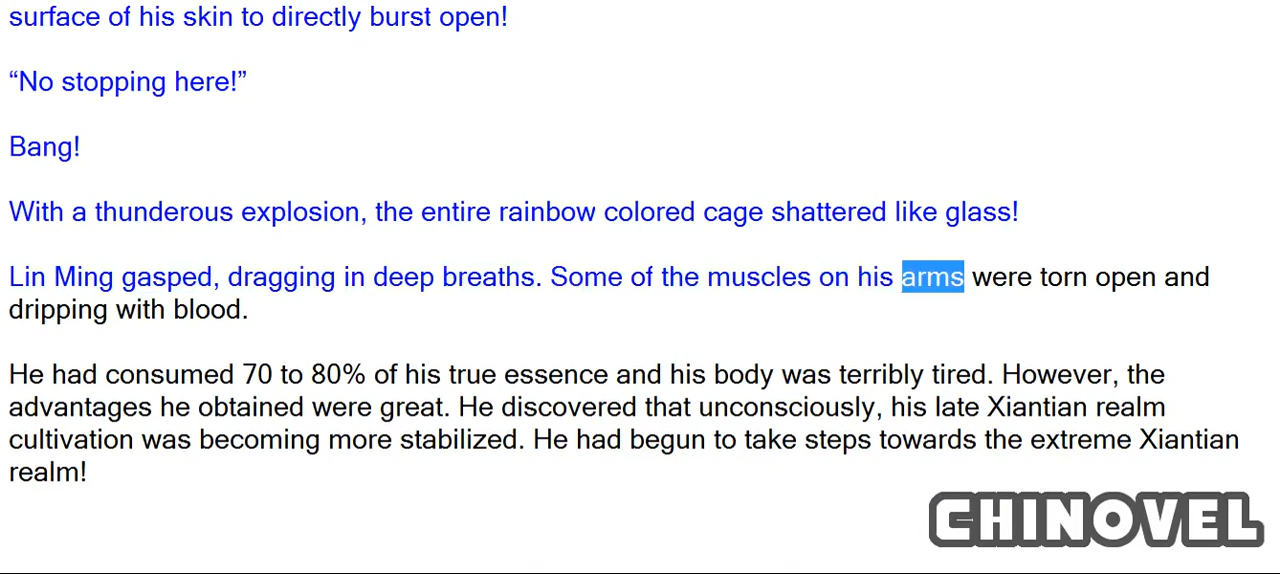 surface of his skin to directly burst open!
“No stopping here!”
Bang!
With a thunderous explosion, the entire rainbow colored cage shattered like glass!
Lin Ming gasped, dragging in deep breaths. Some of the muscles on his arms were torn open and
dripping with blood.
He had consumed 70 to 80% of his true essence and his body was terribly tired. However, the
advantages he obtained were great. He discovered that unconsciously, his late Xiantian realm
cultivation was becoming more stabilized. He had begun to take steps towards the extreme Xiantian
realm!
CHINOVEL